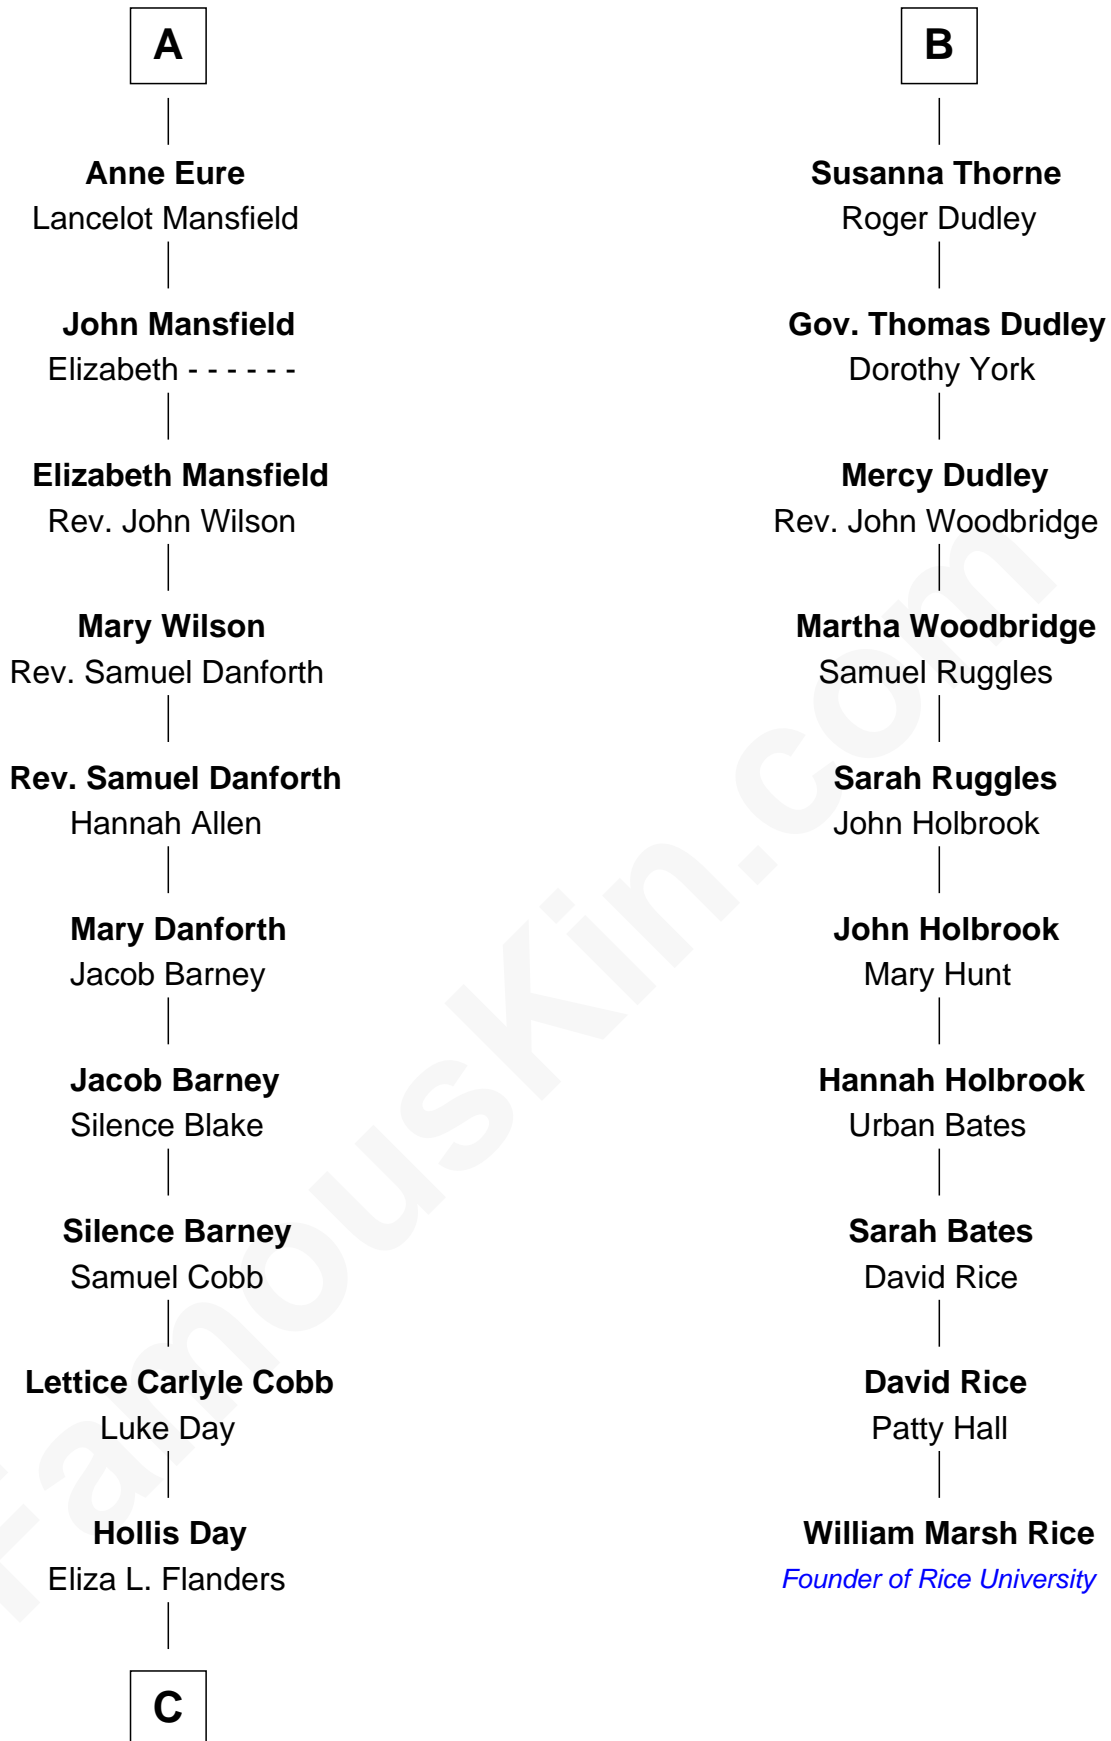 A
Anne Eure
Lancelot Mansfield
John Mansfield
Elizabeth - - - - - -
Elizabeth Mansfield
Rev. John Wilson
Mary Wilson
Rev. Samuel Danforth
Rev. Samuel Danforth
Hannah Allen
Mary Danforth
Jacob Barney
Jacob Barney
Silence Blake
Silence Barney
Samuel Cobb
Lettice Carlyle Cobb
Luke Day
Hollis Day
Eliza L. Flanders
C
B
Susanna Thorne
Roger Dudley
Gov. Thomas Dudley
Dorothy York
Mercy Dudley
Rev. John Woodbridge
Martha Woodbridge
Samuel Ruggles
Sarah Ruggles
John Holbrook
John Holbrook
Mary Hunt
Hannah Holbrook
Urban Bates
Sarah Bates
David Rice
David Rice
Patty Hall
William Marsh Rice
Founder of Rice University
FamousKin.com